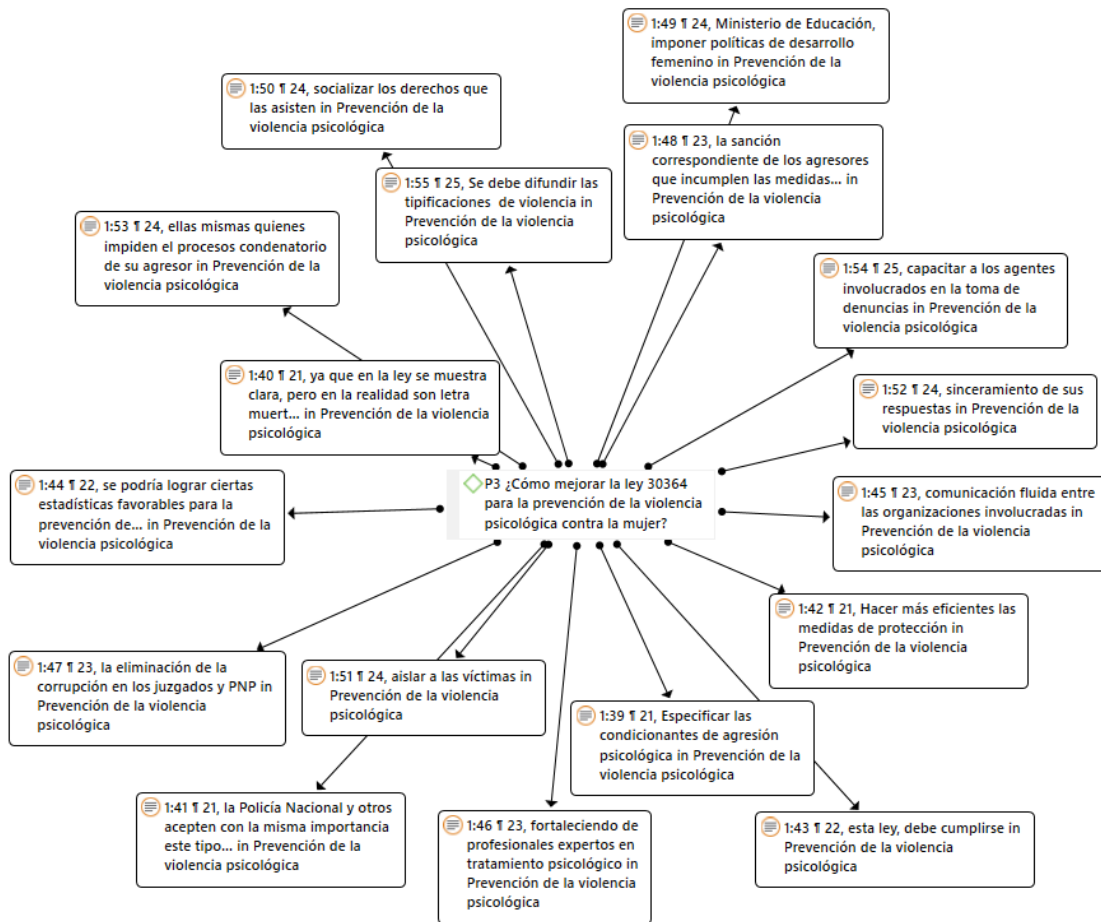 1:49 ¶ 24, Ministerio de Educación,
imponer políticas de desarrollo
femenino in Prevención de la
violencia psicológica
1:50 ¶ 24, socializar los derechos que
las asisten in Prevención de la
violencia psicológica
1:48 ¶ 23, la sanción
correspondiente de los agresores
que incumplen las medidas... in
Prevención de la violencia
psicológica
1:55 ¶ 25, Se debe difundir las
tipificaciones  de violencia in
Prevención de la violencia
psicológica
1:53 ¶ 24, ellas mismas quienes
impiden el procesos condenatorio
de su agresor in Prevención de la
violencia psicológica
1:54 ¶ 25, capacitar a los agentes
involucrados en la toma de
denuncias in Prevención de la
violencia psicológica
1:40 ¶ 21, ya que en la ley se muestra
clara, pero en la realidad son letra
muert... in Prevención de la violencia
psicológica
1:52 ¶ 24, sinceramiento de sus
respuestas in Prevención de la
violencia psicológica
1:44 ¶ 22, se podría lograr ciertas
estadísticas favorables para la
prevención de... in Prevención de la
violencia psicológica
P3 ¿Cómo mejorar la ley 30364
para la prevención de la violencia
psicológica contra la mujer?
1:45 ¶ 23, comunicación fluida entre
las organizaciones involucradas in
Prevención de la violencia
psicológica
1:42 ¶ 21, Hacer más eficientes las
medidas de protección in
Prevención de la violencia
psicológica
1:47 ¶ 23, la eliminación de la
corrupción en los juzgados y PNP in
Prevención de la violencia
psicológica
1:51 ¶ 24, aislar a las víctimas in
Prevención de la violencia
psicológica
1:39 ¶ 21, Especificar las
condicionantes de agresión
psicológica in Prevención de la
violencia psicológica
1:41 ¶ 21, la Policía Nacional y otros
acepten con la misma importancia
este tipo... in Prevención de la
violencia psicológica
1:46 ¶ 23, fortaleciendo de
profesionales expertos en
tratamiento psicológico in
Prevención de la violencia
psicológica
1:43 ¶ 22, esta ley, debe cumplirse in
Prevención de la violencia
psicológica